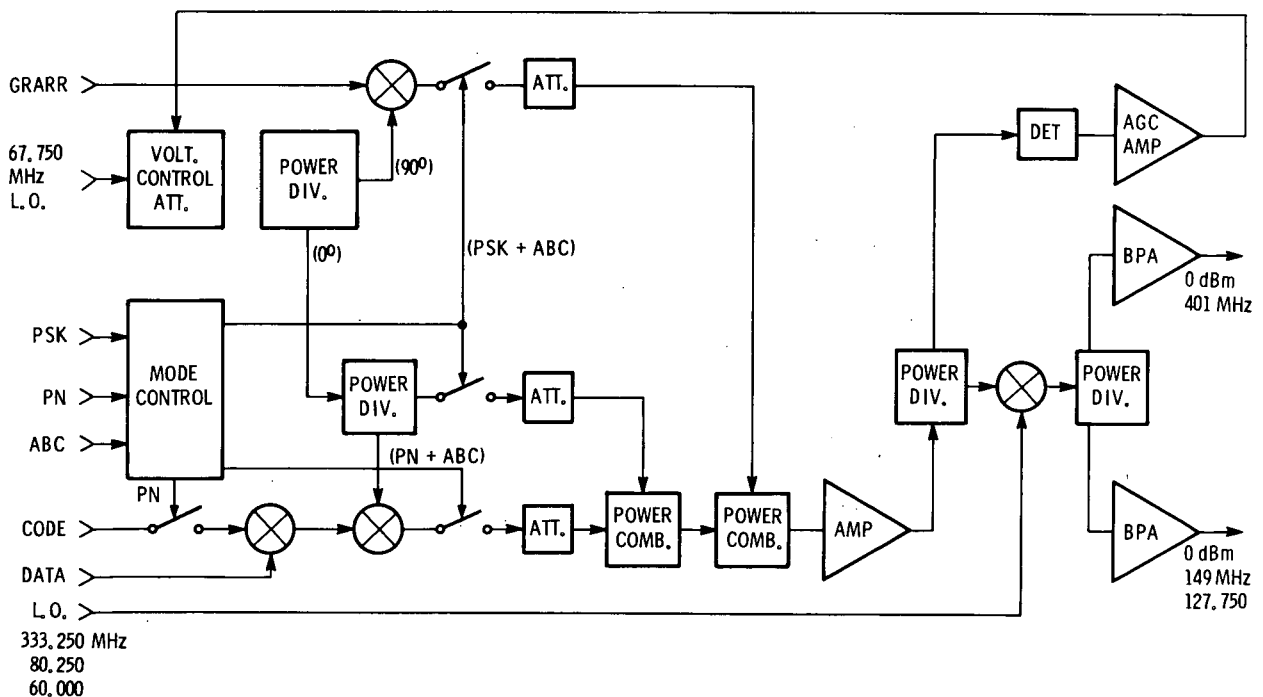 GRARR
67.750
MHz
L.O.
VOLT.
CONTROL
ATT.
POWER
DIV.
(90º)
(0º)
ATT.
(PSK + ABC)
DET
AGC
AMP
BPA
0 dBm
401 MHz
PSK
PN
ABC
MODE
CONTROL
PN
POWER
DIV.
ATT.
(PN + ABC)
POWER
DIV.
POWER
DIV.
CODE
DATA
L.O.
333.250 MHz
80.250
60.000
ATT.
POWER
COMB.
POWER
COMB.
AMP
BPA
0 dBm
149 MHz
127.750